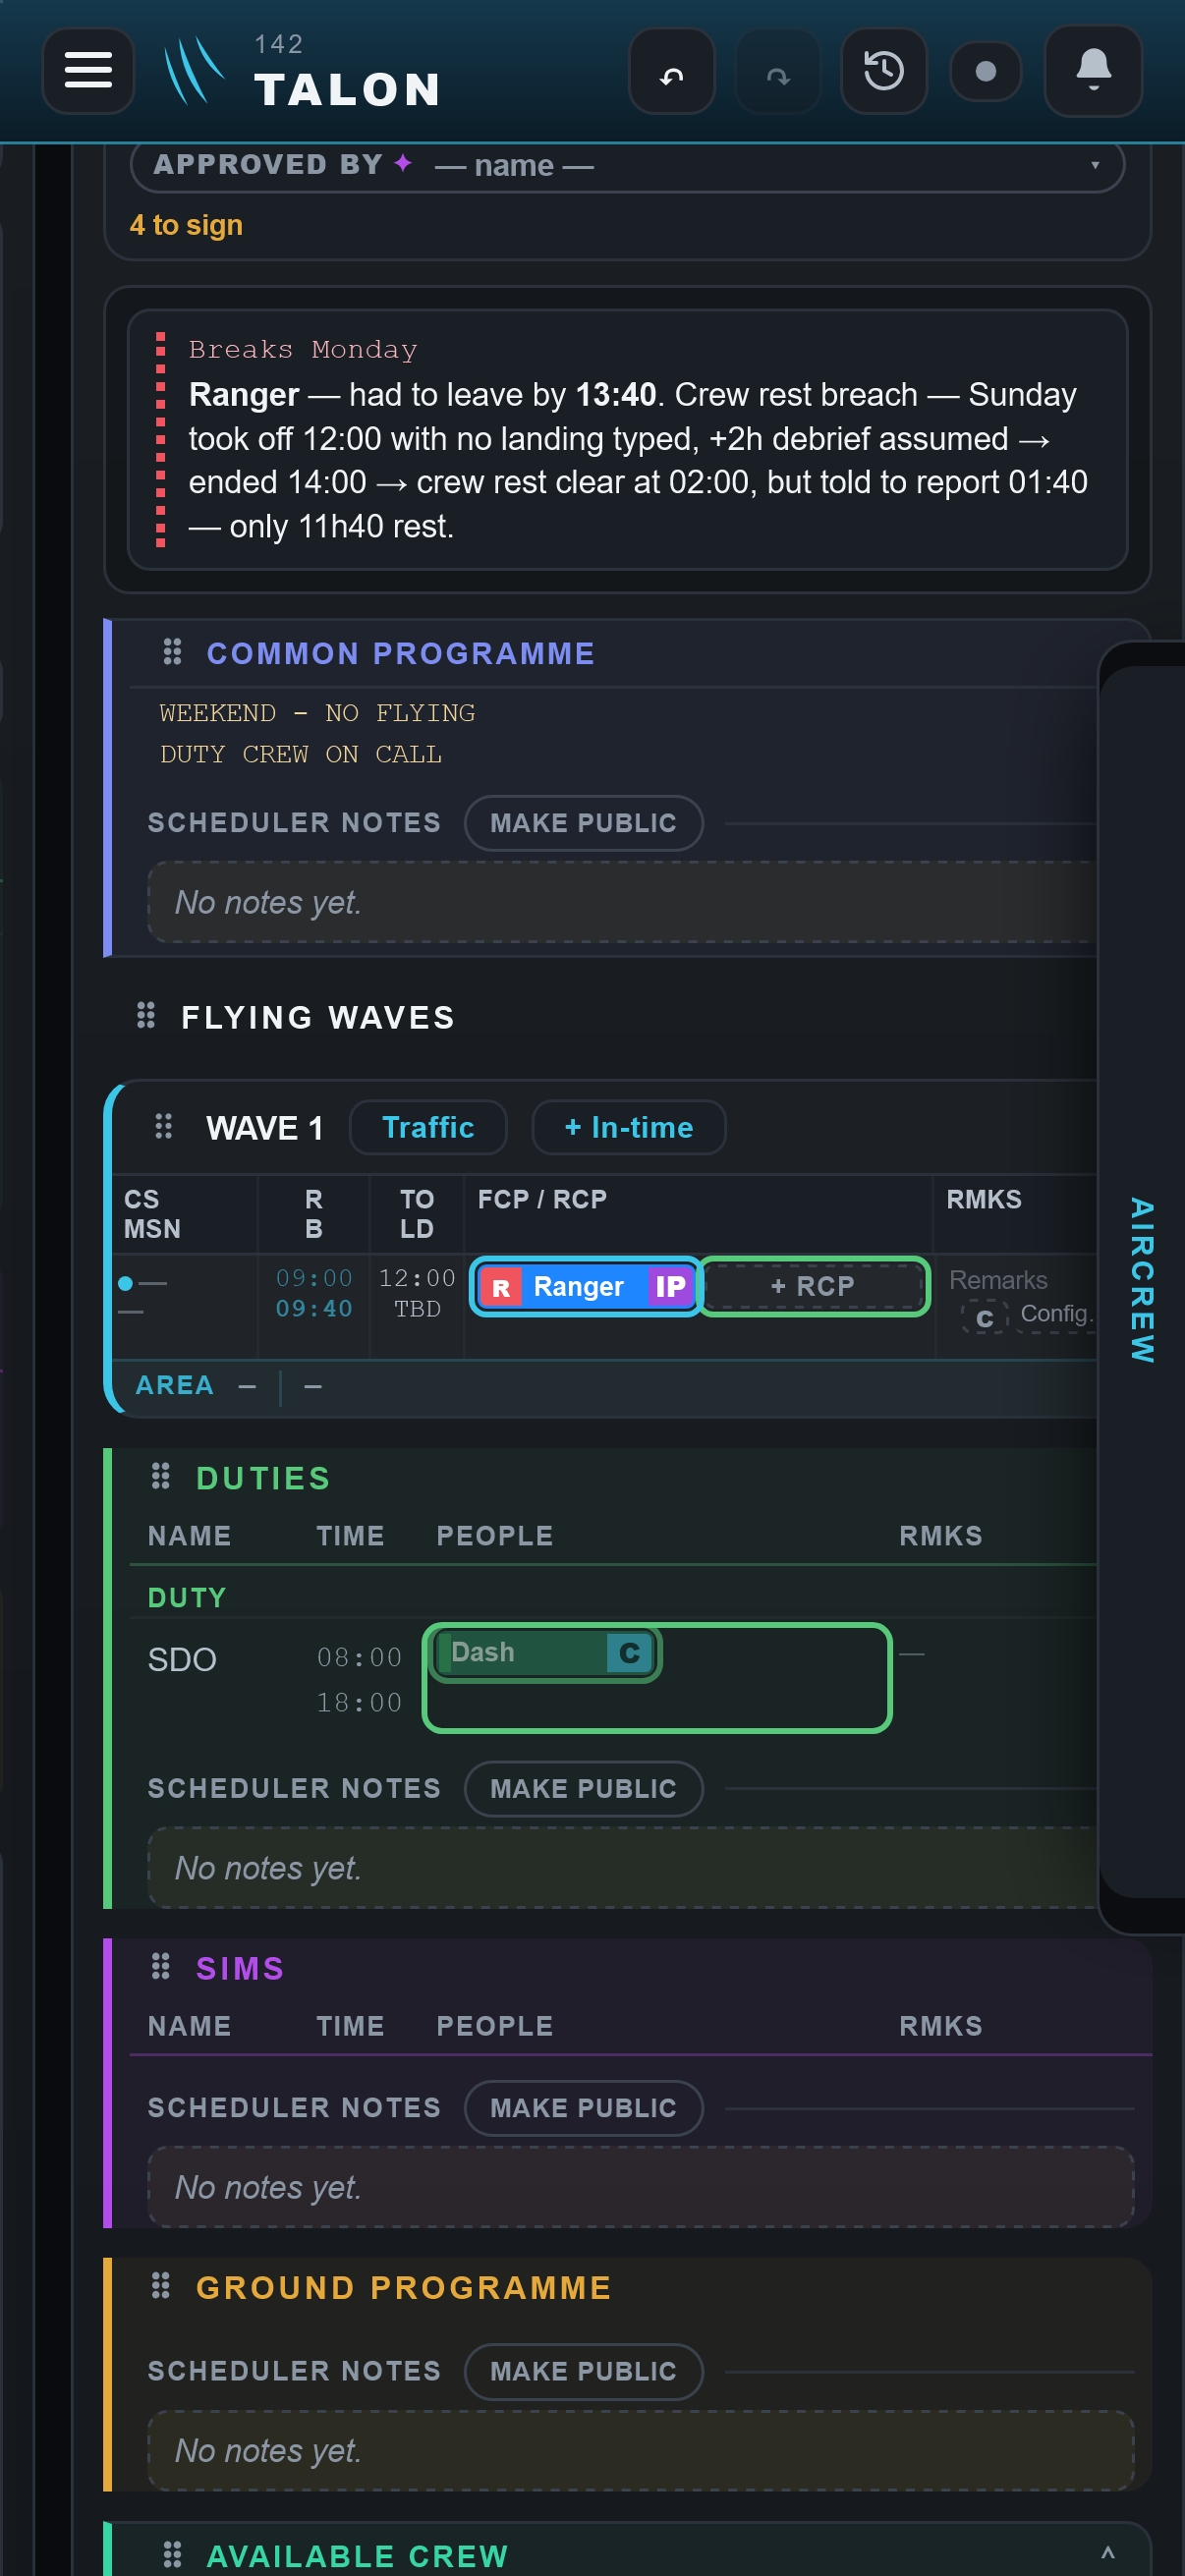 142
TALON
APPROVED BY ✦ — name —
4 to sign
Breaks Monday
Ranger — had to leave by 13:40. Crew rest breach — Sunday
took off 12:00 with no landing typed, +2h debrief assumed →
ended 14:00 → crew rest clear at 02:00, but told to report 01:40
— only 11h40 rest.
COMMON PROGRAMME
WEEKEND – NO FLYING
DUTY CREW ON CALL
SCHEDULER NOTES MAKE PUBLIC
No notes yet.
FLYING WAVES
WAVE 1 Traffic + In-time
CS R TO FCP / RCP RMKS
MSN B LD
— 09:00 12:00 R Ranger IP + RCP Remarks
— 09:40 TBD C Config.
AREA – –
AIRCREW
DUTIES
NAME TIME PEOPLE RMKS
DUTY
SDO 08:00 Dash C —
18:00
SCHEDULER NOTES MAKE PUBLIC
No notes yet.
SIMS
NAME TIME PEOPLE RMKS
SCHEDULER NOTES MAKE PUBLIC
No notes yet.
GROUND PROGRAMME
SCHEDULER NOTES MAKE PUBLIC
No notes yet.
AVAILABLE CREW